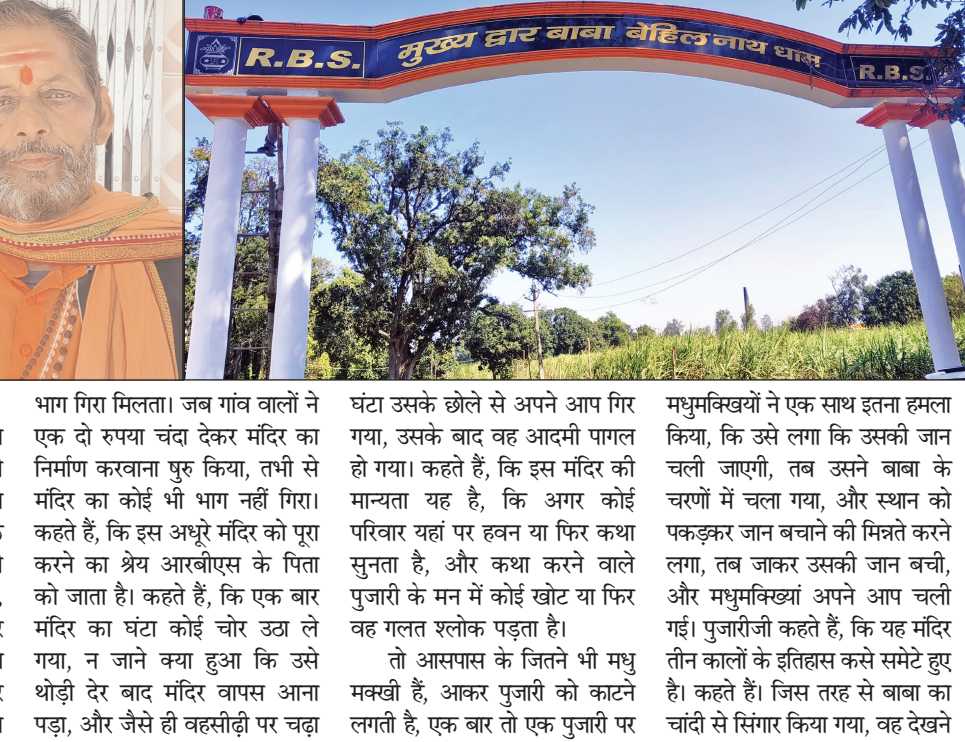 R.B.S. मुख्य द्वार बाबा बेहिल नाथ धाम R.B.S.
भाग गिरा मिलता। जब गांव वालों ने
एक दो रुपया चंदा देकर मंदिर का
निर्माण करवाना षुरु किया, तभी से
मंदिर का कोई भी भाग नहीं गिरा।
कहते हैं, कि इस अधूरे मंदिर को पूरा
करने का श्रेय आरबीएस के पिता
को जाता है। कहते हैं, कि एक बार
मंदिर का घंटा कोई चोर उठा ले
गया, न जाने क्या हुआ कि उसे
थोड़ी देर बाद मंदिर वापस आना
पड़ा, और जैसे ही वहसीढ़ी पर चढ़ा
घंटा उसके छोले से अपने आप गिर
गया, उसके बाद वह आदमी पागल
हो गया। कहते हैं, कि इस मंदिर की
मान्यता यह है, कि अगर कोई
परिवार यहां पर हवन या फिर कथा
सुनता है, और कथा करने वाले
पुजारी के मन में कोई खोट या फिर
वह गलत श्लोक पड़ता है।
तो आसपास के जितने भी मधु
मक्खी हैं, आकर पुजारी को काटने
लगती है, एक बार तो एक पुजारी पर
मधुमक्खियों ने एक साथ इतना हमला
किया, कि उसे लगा कि उसकी जान
चली जाएगी, तब उसने बाबा के
चरणों में चला गया, और स्थान को
पकड़कर जान बचाने की मिन्नते करने
लगा, तब जाकर उसकी जान बची,
और मधुमक्ख्यिां अपने आप चली
गई। पुजारीजी कहते हैं, कि यह मंदिर
तीन कालों के इतिहास कसे समेटे हुए
है। कहते हैं। जिस तरह से बाबा का
चांदी से सिंगार किया गया, वह देखने